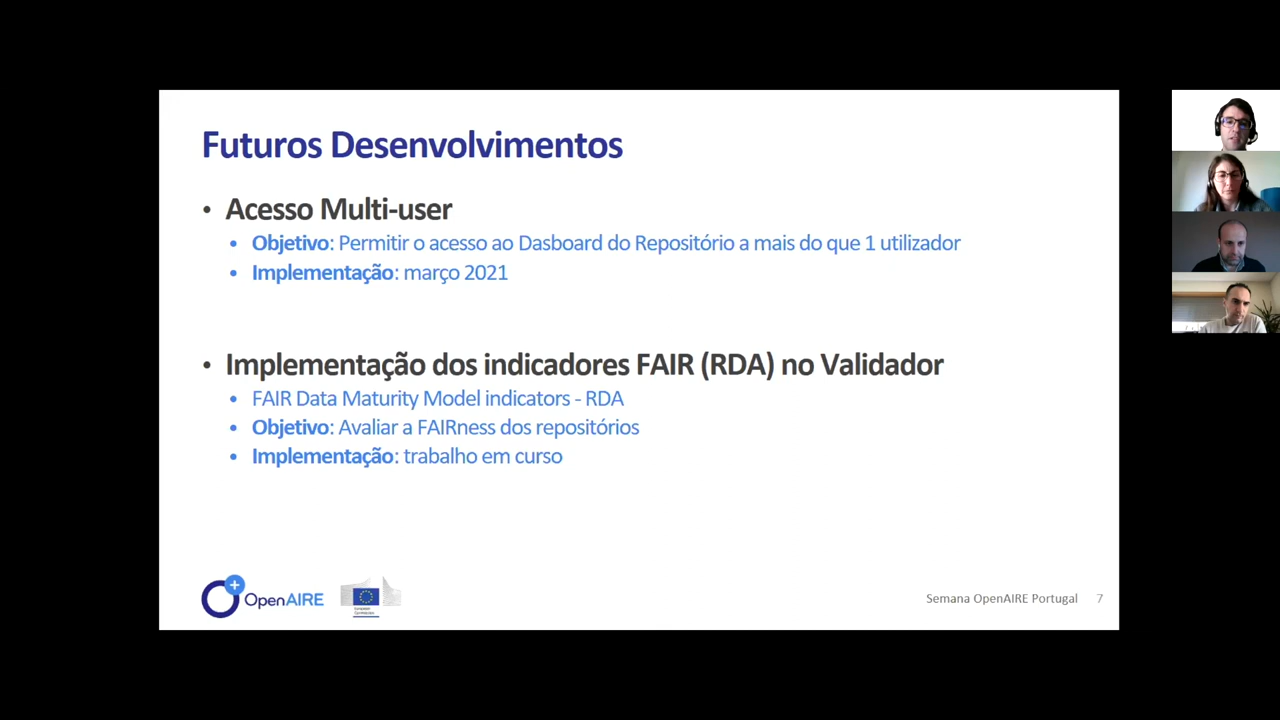 Futuros Desenvolvimentos
• Acesso Multi-user
• Objetivo: Permitir o acesso ao Dasboard do Repositório a mais do que 1 utilizador
• Implementação: março 2021
• Implementação dos indicadores FAIR (RDA) no Validador
• FAIR Data Maturity Model indicators - RDA
• Objetivo: Avaliar a FAIRness dos repositórios
• Implementação: trabalho em curso
OpenAIRE
European
Commission
Semana OpenAIRE Portugal 7